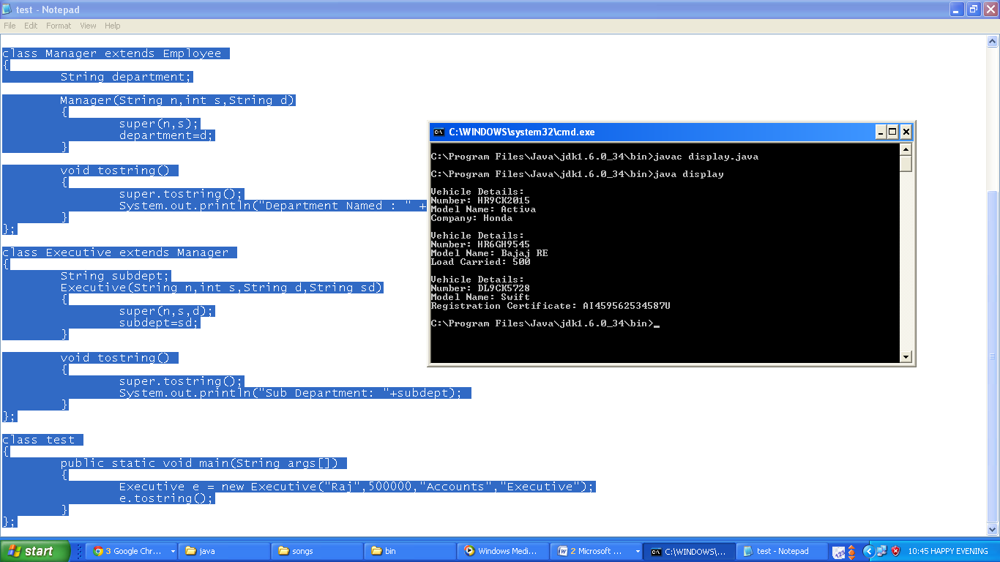 test - Notepad
File Edit Format View Help
class Manager extends Employee
{
String department;
Manager(String n,int s,String d)
{
super(n,s);
department=d;
}
void tostring()
{
super.tostring();
System.out.println("Department Named : " +
}
};
class Executive extends Manager
{
String subdept;
Executive(String n,int s,String d,String sd)
{
super(n,s,d);
subdept=sd;
}
void tostring()
{
super.tostring();
System.out.println("Sub Department: "+subdept);
}
};
class test
{
public static void main(String args[])
{
Executive e = new Executive("Raj",500000,"Accounts","Executive");
e.tostring();
}
};
C:\WINDOWS\system32\cmd.exe
C:\Program Files\Java\jdk1.6.0_34\bin>javac display.java
C:\Program Files\Java\jdk1.6.0_34\bin>java display
Vehicle Details:
Number: HR9CK2015
Model Name: Activa
Company: Honda
Vehicle Details:
Number: HR6GH9545
Model Name: Bajaj RE
Load Carried: 500
Vehicle Details:
Number: DL9CK5728
Model Name: Swift
Registration Certificate: AI459562534587U
C:\Program Files\Java\jdk1.6.0_34\bin>_
start 3 Google Chr... java songs bin Windows Medi... 2 Microsoft ... C:\WINDOWS\... test - Notepad 10:45 HAPPY EVENING